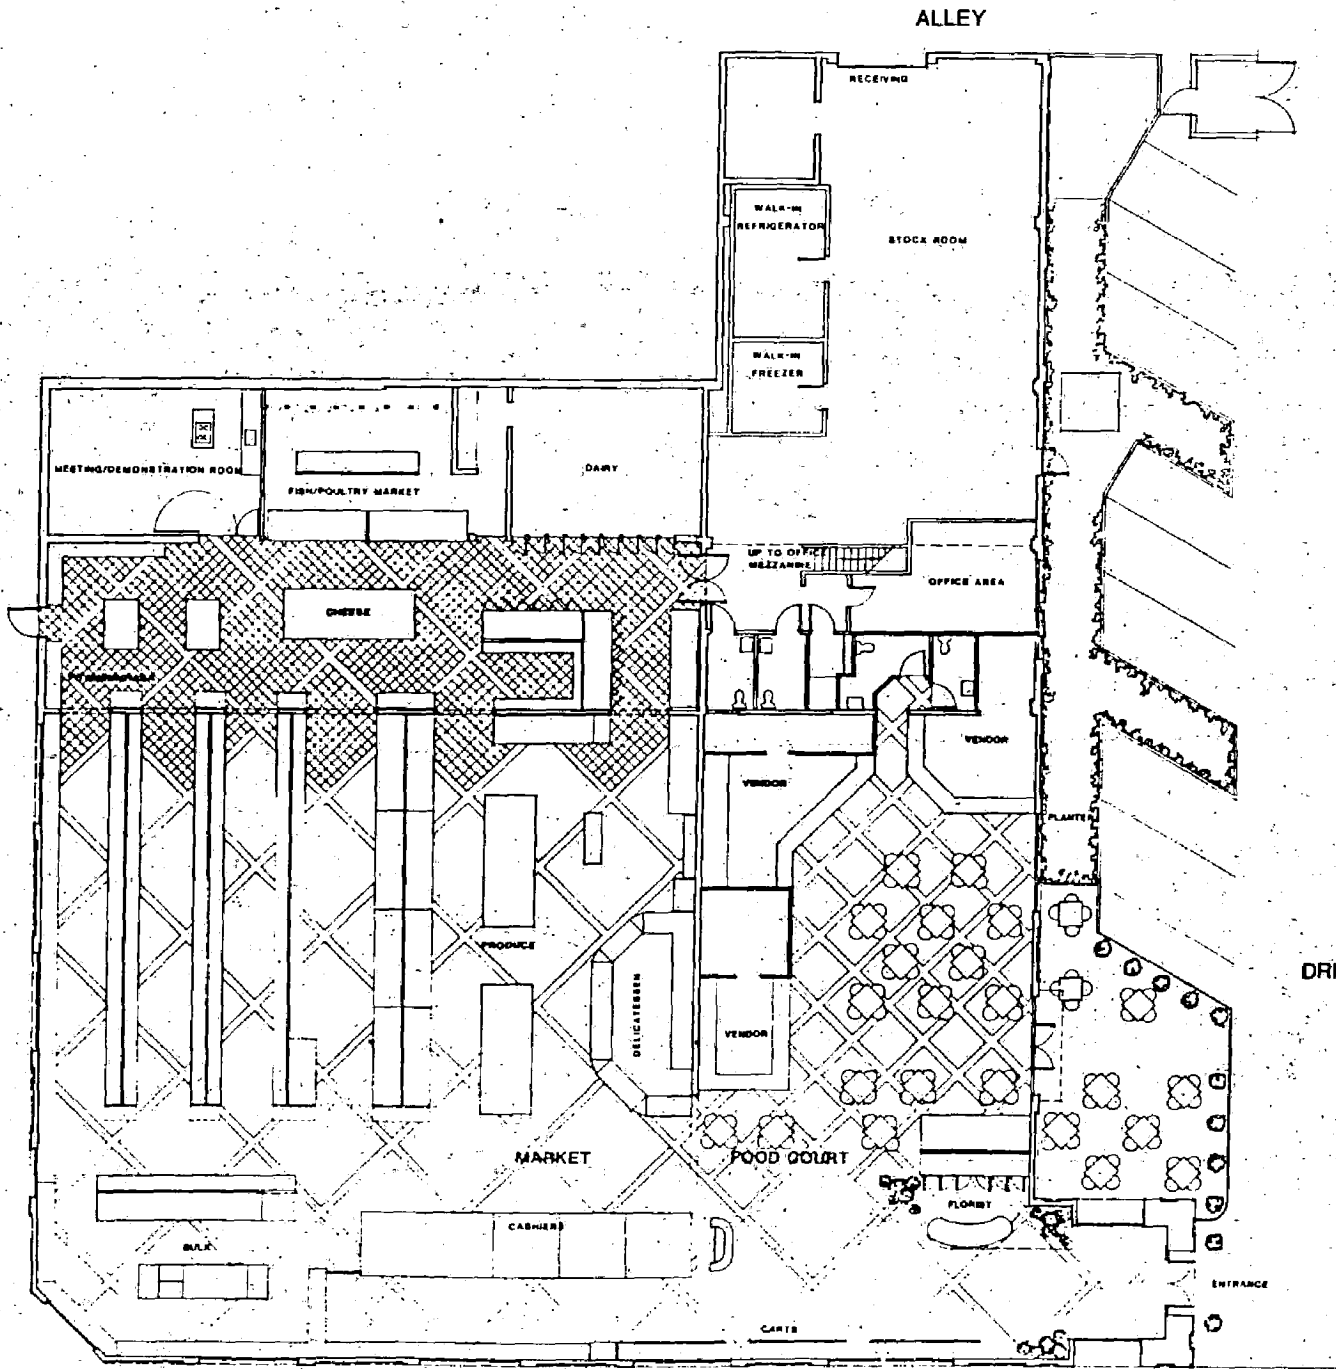 ALLEY
RECEIVING
WALK-IN
REFRIGERATOR
STOCK ROOM
WALK-IN
FREEZER
MEETING/DEMONSTRATION ROOM
FISH/POULTRY MARKET
DAIRY
UP TO OFFICE
MEZZANINE
OFFICE AREA
CHEESE
VENDOR
VENDOR
PLANTER
PRODUCE
DELICATESSEN
VENDOR
DRI
MARKET
FOOD COURT
FLORIST
CASHIERS
BULK
ENTRANCE
CARTS